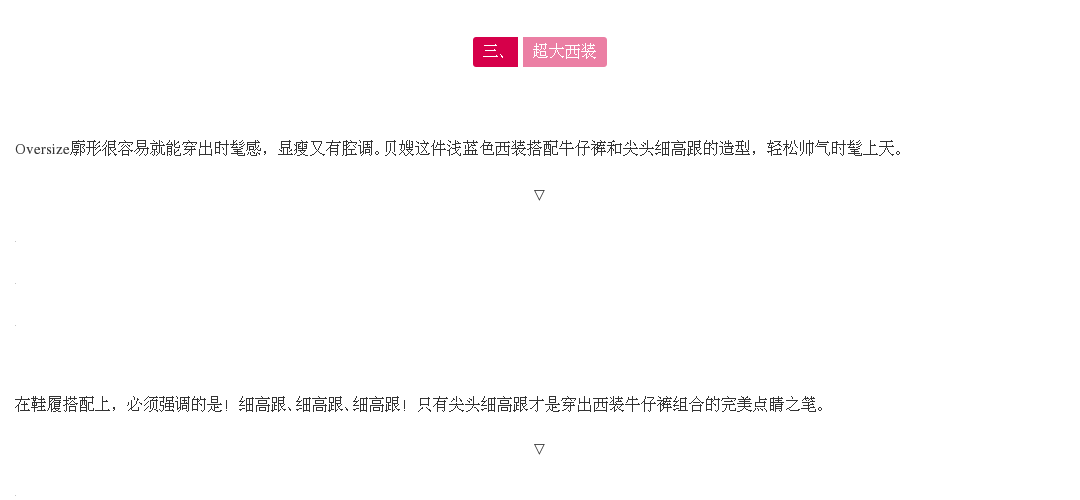 三、 超大西装
Oversize廓形很容易就能穿出时髦感，显瘦又有腔调。贝嫂这件浅蓝色西装搭配牛仔裤和尖头细高跟的造型，轻松帅气时髦上天。
▽
在鞋履搭配上，必须强调的是！细高跟、细高跟、细高跟！只有尖头细高跟才是穿出西装牛仔裤组合的完美点睛之笔。
▽